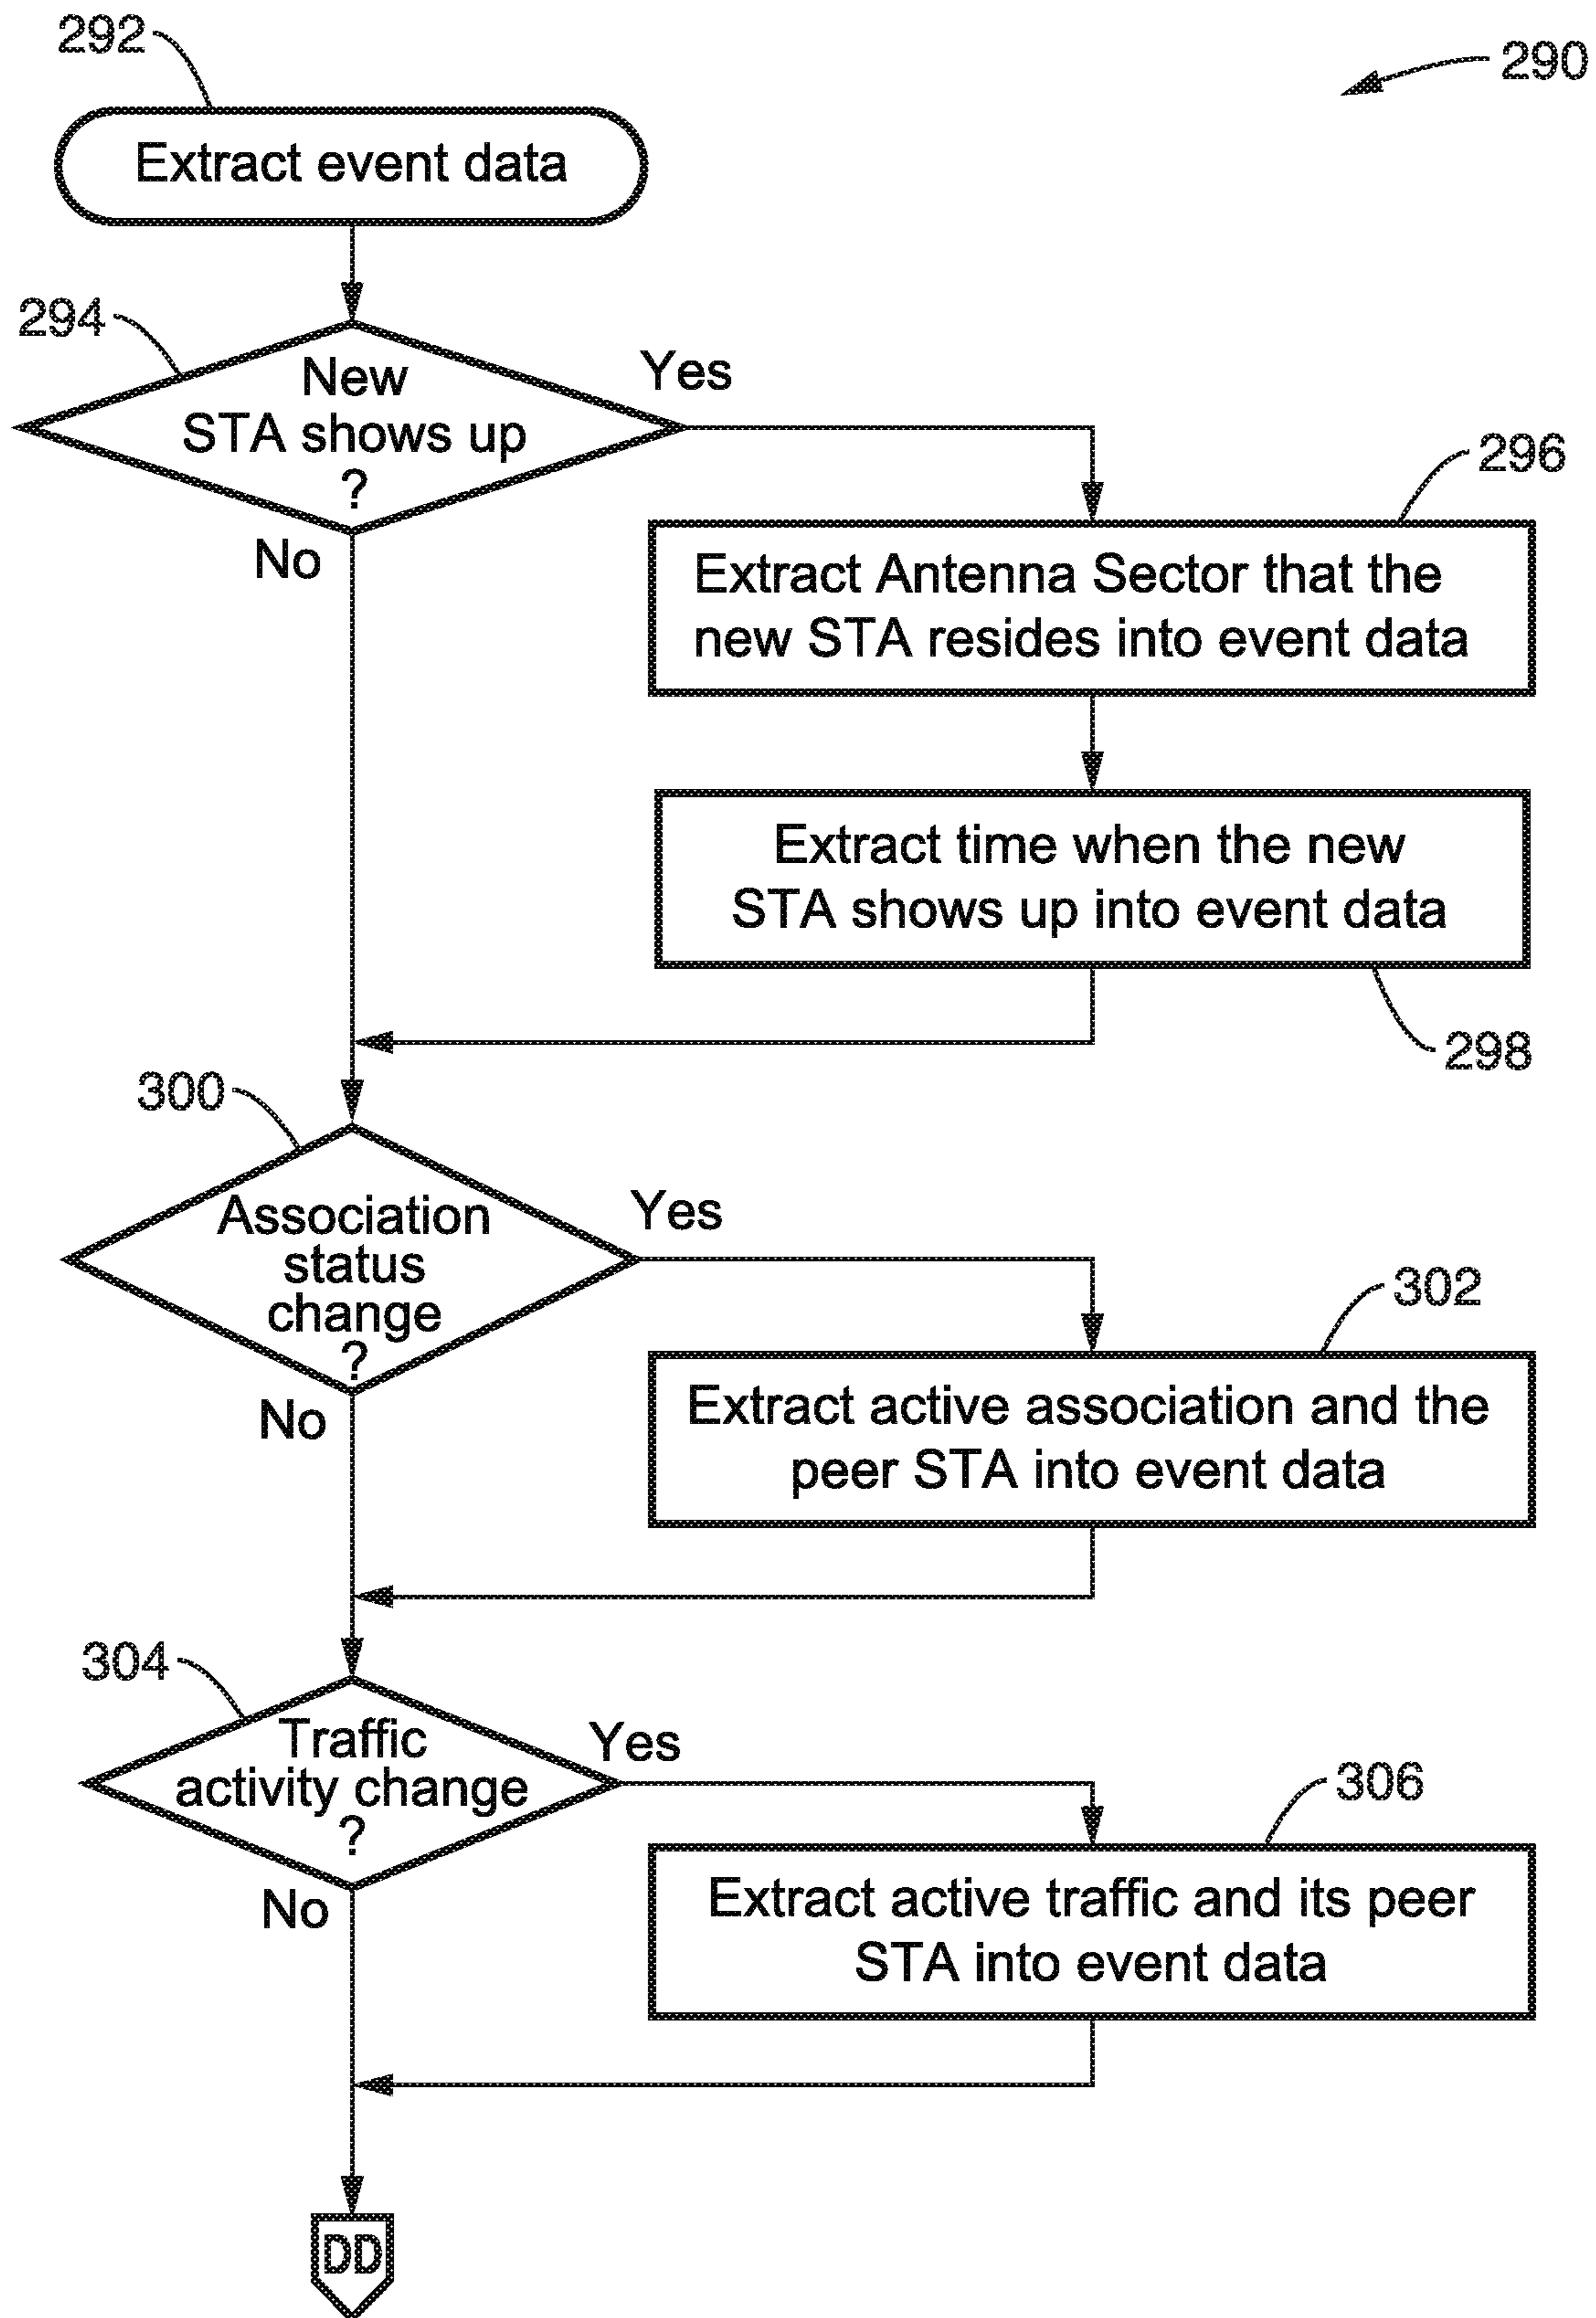 292
290
Extract event data
294
New
STA shows up
?
Yes
No
296
Extract Antenna Sector that the
new STA resides into event data
Extract time when the new
STA shows up into event data
298
300
Association
status
change
?
Yes
No
302
Extract active association and the
peer STA into event data
304
Traffic
activity change
?
Yes
No
306
Extract active traffic and its peer
STA into event data
DD